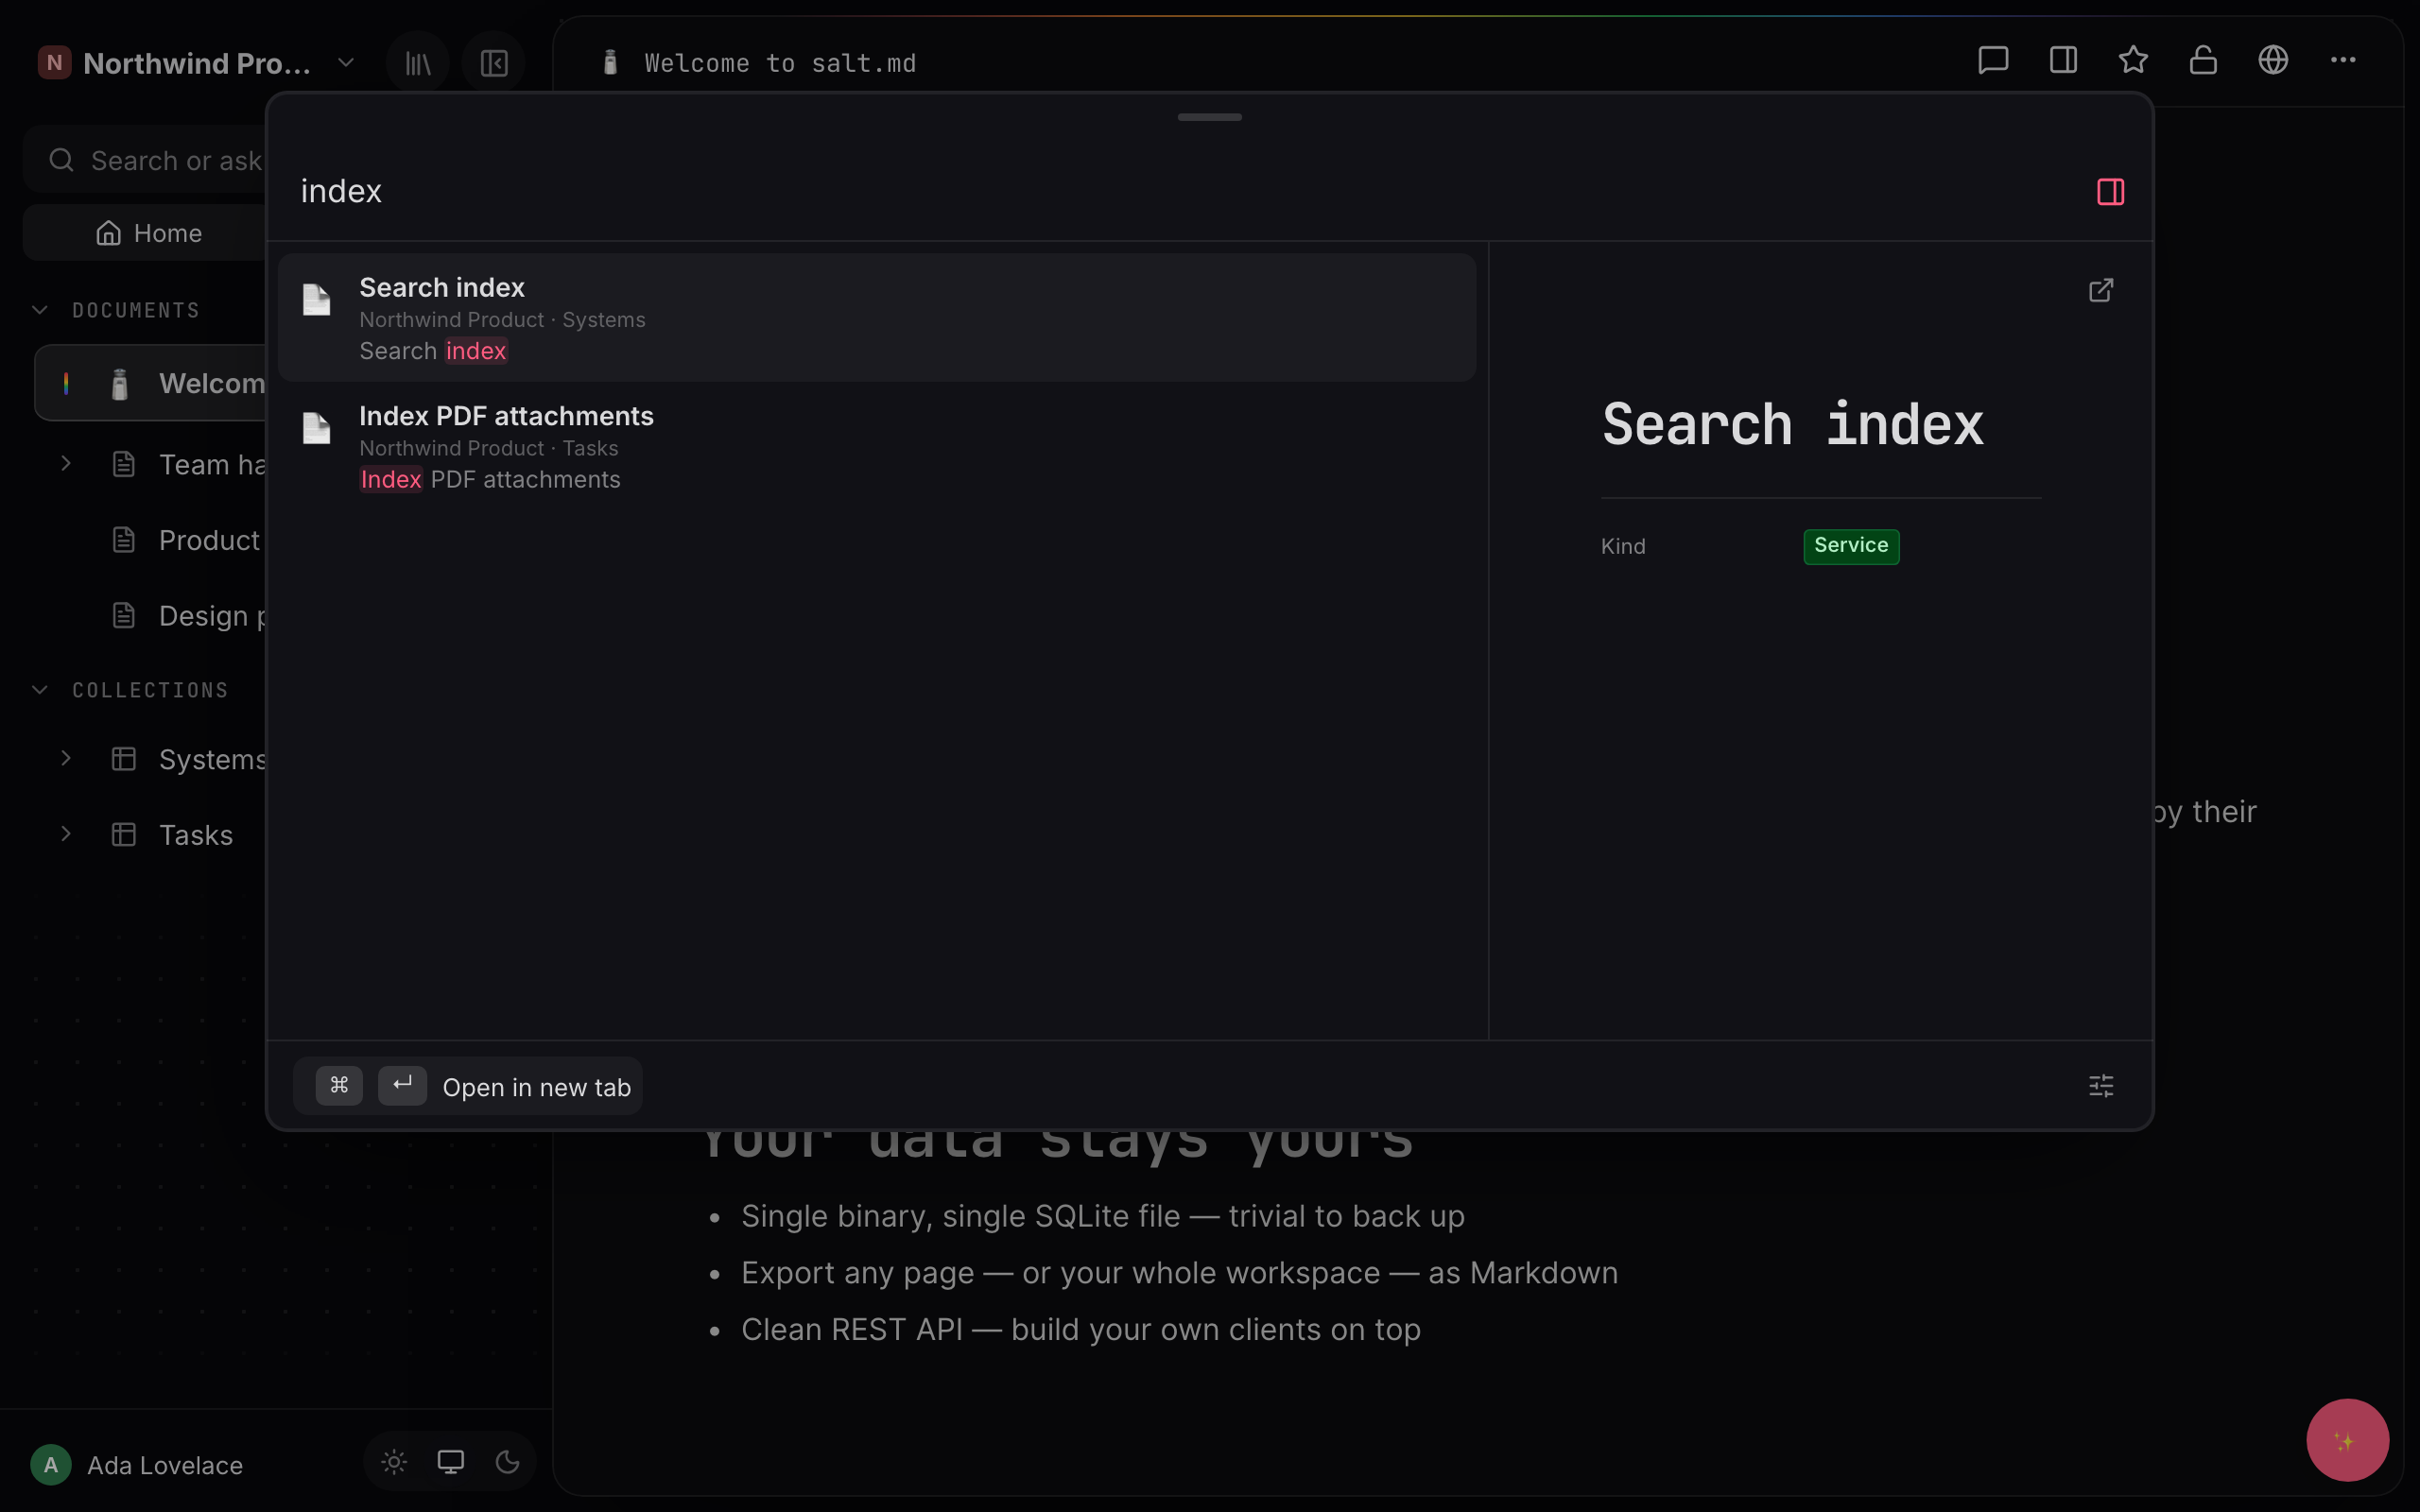 N Northwind Pro...
Welcome to salt.md
Search or ask
Home
DOCUMENTS
Welcom
Team ha
Product
Design p
COLLECTIONS
Systems
Tasks
A Ada Lovelace
index
Search index
Northwind Product · Systems
Search index
Index PDF attachments
Northwind Product · Tasks
Index PDF attachments
Search index
Kind Service
⌘ Open in new tab
by their
Your data stays yours
• Single binary, single SQLite file — trivial to back up
• Export any page — or your whole workspace — as Markdown
• Clean REST API — build your own clients on top